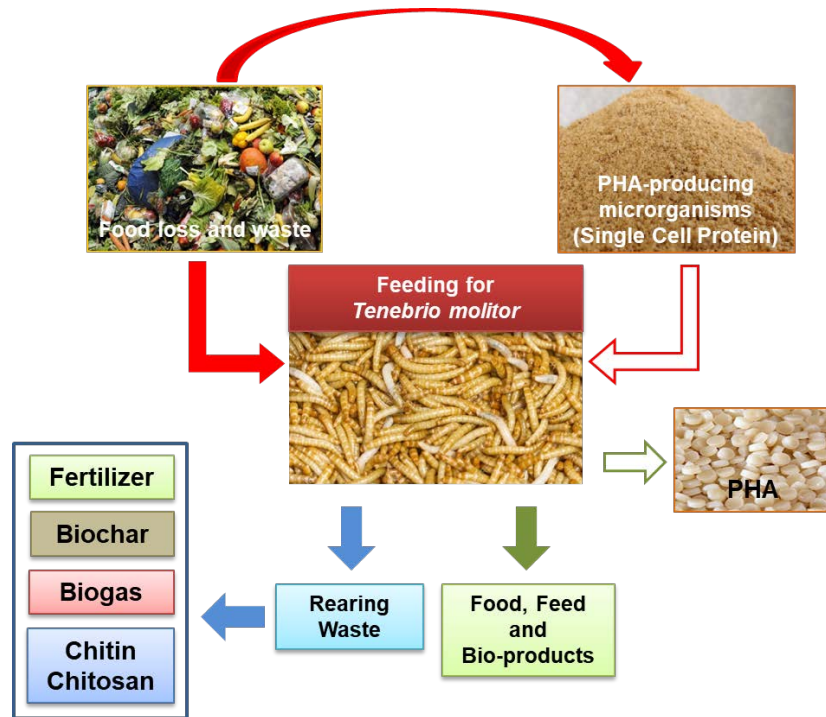 Food loss and waste
PHA-producing
microrganisms
(Single Cell Protein)
Feeding for
Tenebrio molitor
PHA
Fertilizer
Biochar
Biogas
Chitin
Chitosan
Rearing
Waste
Food, Feed
and
Bio-products